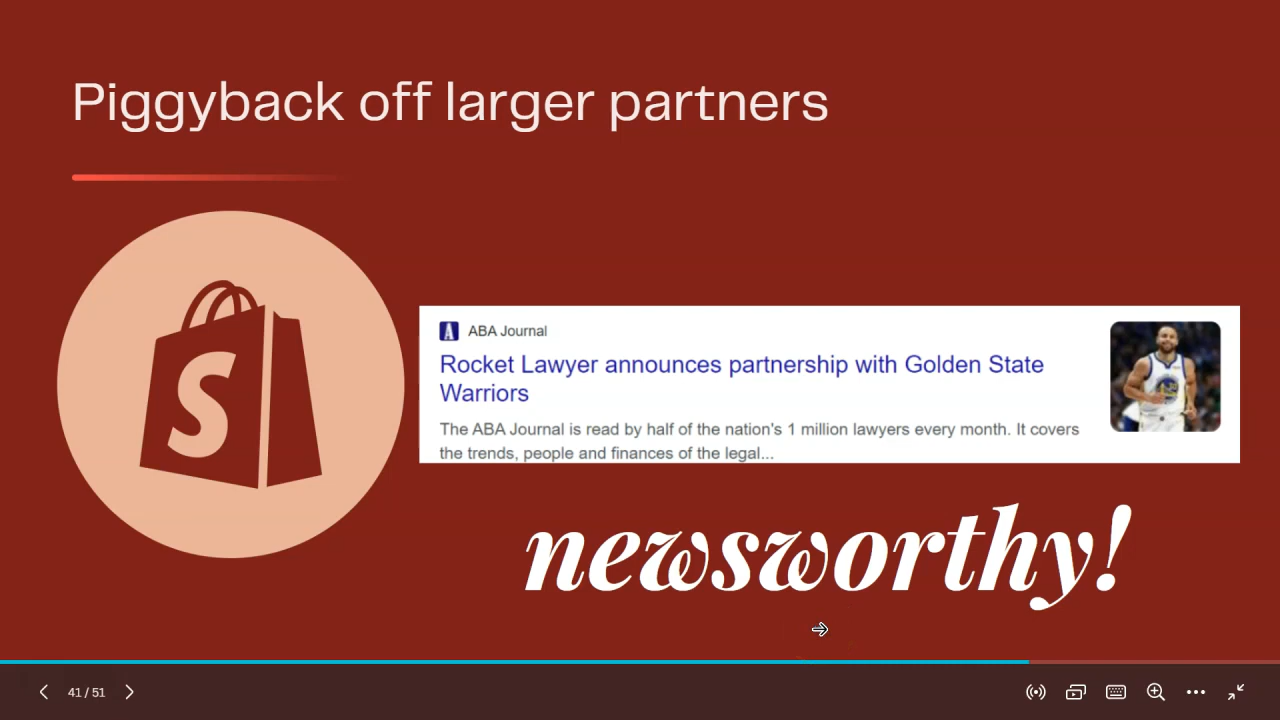 Piggyback off larger partners
S
ABA Journal
Rocket Lawyer announces partnership with Golden State
Warriors
The ABA Journal is read by half of the nation's 1 million lawyers every month. It covers
the trends, people and finances of the legal...
newsworthy!
41 / 51